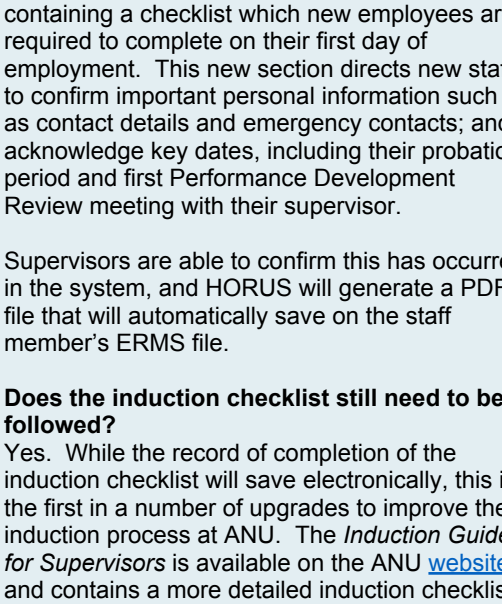 containing a checklist which new employees ar
required to complete on their first day of
employment.  This new section directs new sta
to confirm important personal information such
as contact details and emergency contacts; and
acknowledge key dates, including their probatio
period and first Performance Development
Review meeting with their supervisor.

Supervisors are able to confirm this has occurre
in the system, and HORUS will generate a PDF
file that will automatically save on the staff
member’s ERMS file.

Does the induction checklist still need to be
followed?
Yes.  While the record of completion of the
induction checklist will save electronically, this i
the first in a number of upgrades to improve the
induction process at ANU.  The Induction Guide
for Supervisors is available on the ANU website
and contains a more detailed induction checklis